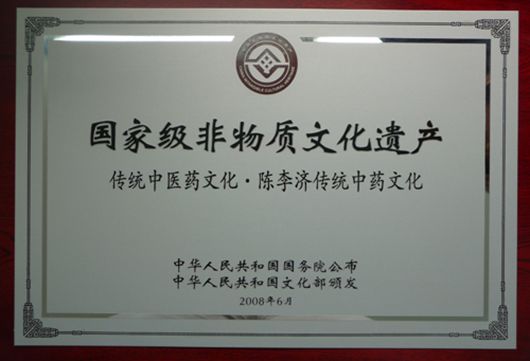 国家级非物质文化遗产
传统中医药文化·陈李济传统中药文化
中华人民共和国国务院公布
中华人民共和国文化部颁发
2008年6月